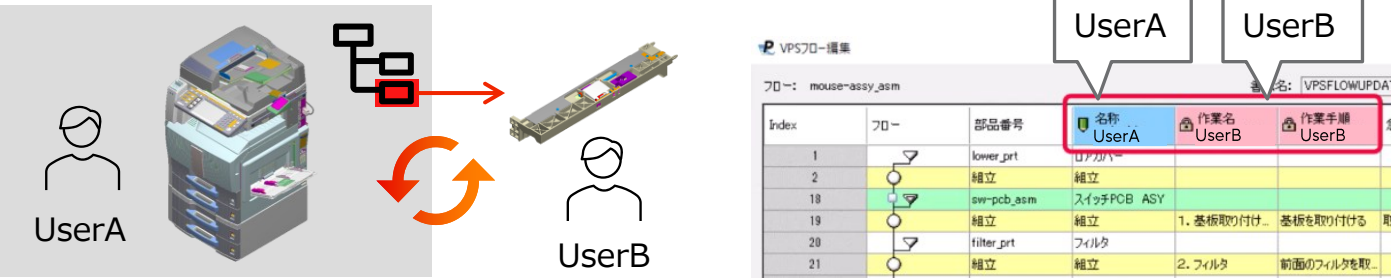 UserA
UserB
UserA
UserB
VPSフロー編集
フロー: mouse-assy_asm
名: VPSFLOWUPDAT
Index フロー 部品番号 名称 UserA 作業名 UserB 作業手順 UserB
1 lower_prt ロアカバー
2 組立 組立
18 sw-pcb_asm スイッチPCB ASY
19 組立 組立 1. 基板取り付け... 基板を取り付ける 取
20 filter_prt フィルタ
21 組立 組立 2. フィルタ 前面のフィルタを取...